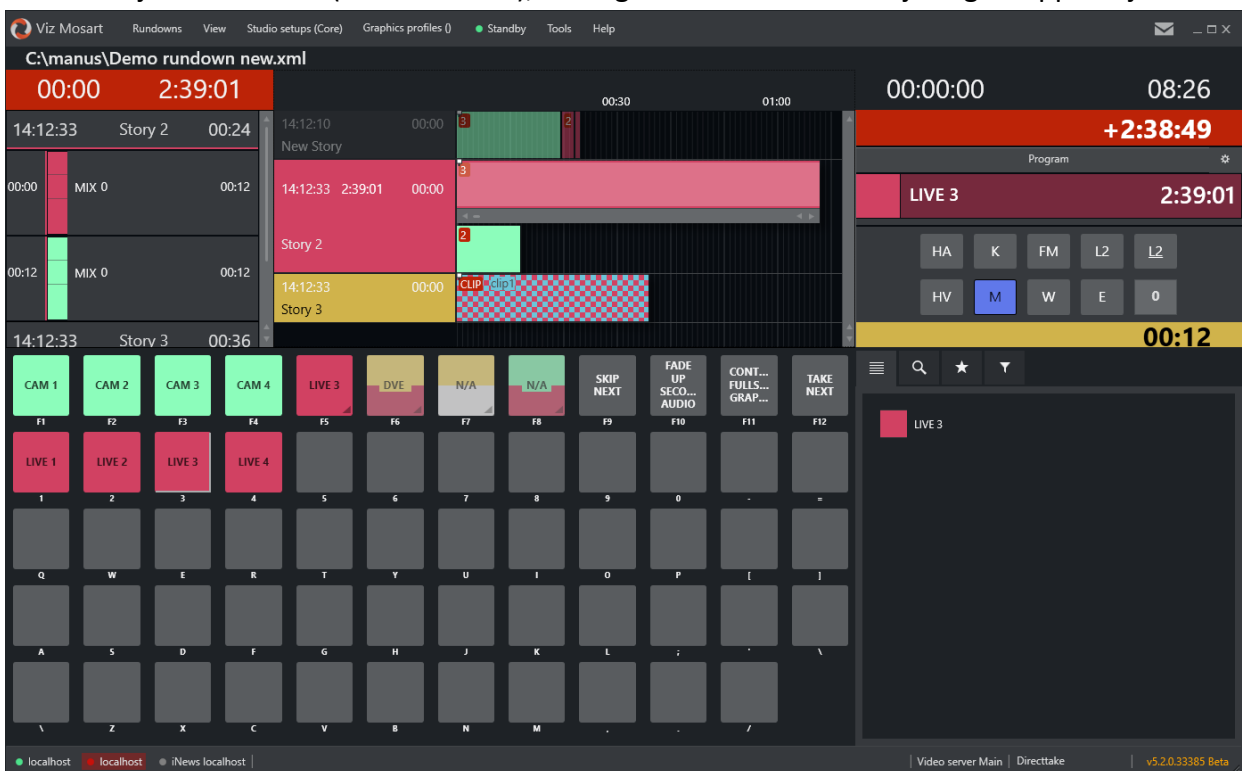 Viz Mosart Rundowns View Studio setups (Core) Graphics profiles () Standby Tools Help
C:\manus\Demo rundown new.xml
00:00 2:39:01
00:30 01:00
00:00:00 08:26
14:12:33 Story 2 00:24
14:12:10 00:00 3 2
New Story
+2:38:49
Program
00:00 MIX 0 00:12
14:12:33 2:39:01 00:00 3
LIVE 3 2:39:01
Story 2 2
HA K FM L2 L2
00:12 MIX 0 00:12
14:12:33 00:00 CLIP clip1
Story 3
HV M W E 0
14:12:33 Story 3 00:36
00:12
CAM 1 CAM 2 CAM 3 CAM 4 LIVE 3 DVE N/A N/A SKIP NEXT FADE UP SECO... AUDIO CONT... FULLS... GRAP... TAKE NEXT
F1 F2 F3 F4 F5 F6 F7 F8 F9 F10 F11 F12
LIVE 3
LIVE 1 LIVE 2 LIVE 3 LIVE 4
1 2 3 4 5 6 7 8 9 0 - =
Q W E R T Y U I O P [ ]
A S D F G H J K L ; ' \
\ Z X C V B N M , . /
localhost localhost iNews localhost Video server Main Directtake v5.2.0.33385 Beta